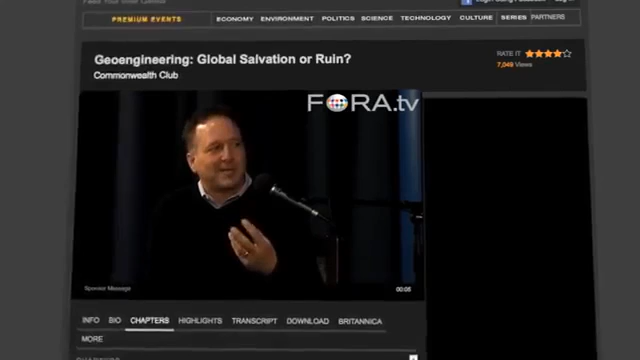 PREMIUM EVENTS ECONOMY ENVIRONMENT POLITICS SCIENCE TECHNOLOGY CULTURE SERIES PARTNERS
Geoengineering: Global Salvation or Ruin?
RATE IT
Commonwealth Club
7,049 Views
FORA.tv
Sponsor Message
00:05
INFO BIO CHAPTERS HIGHLIGHTS TRANSCRIPT DOWNLOAD BRITANNICA
MORE